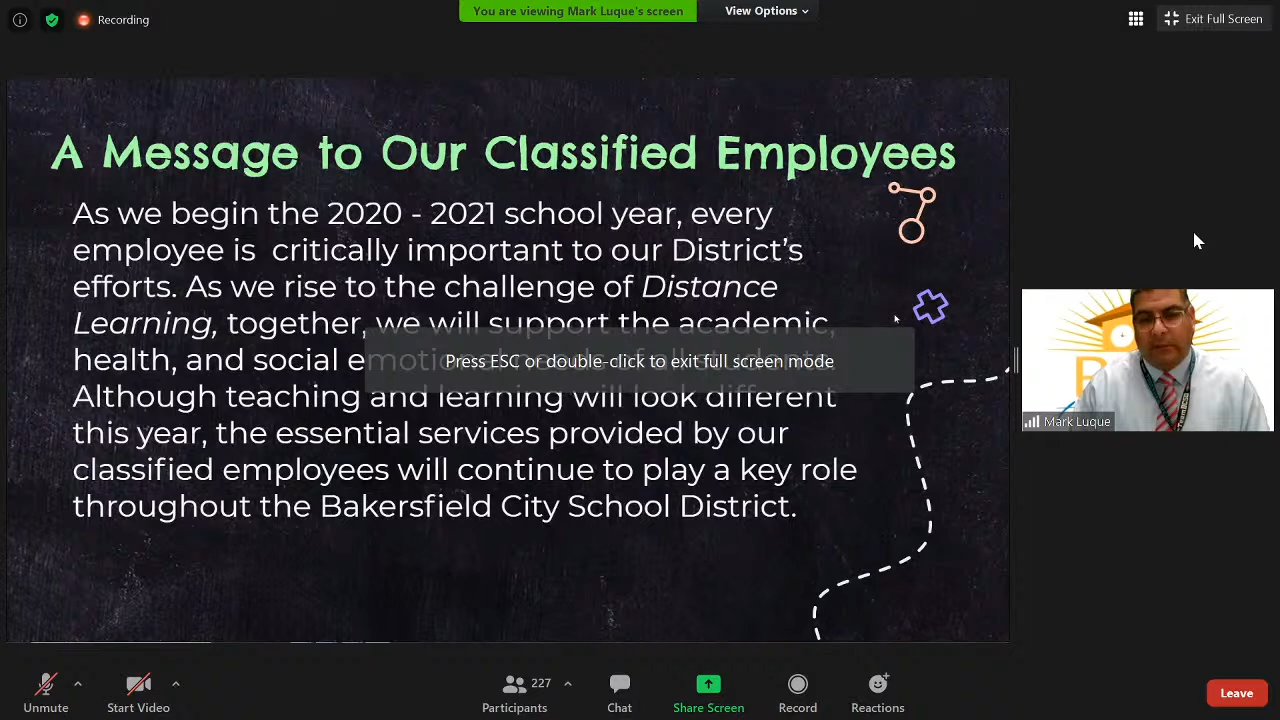 Recording
You are viewing Mark Luque's screen
View Options
Exit Full Screen
A Message to Our Classified Employees
As we begin the 2020 - 2021 school year, every
employee is critically important to our District's
efforts. As we rise to the challenge of Distance
Learning, together, we will support the academic,
health, and social
Press ESC or double-click to exit full screen mode
Although teaching and learning will look different
this year, the essential services provided by our
classified employees will continue to play a key role
throughout the Bakersfield City School District.
Mark Luque
Unmute
Start Video
227
Participants
Chat
Share Screen
Record
Reactions
Leave